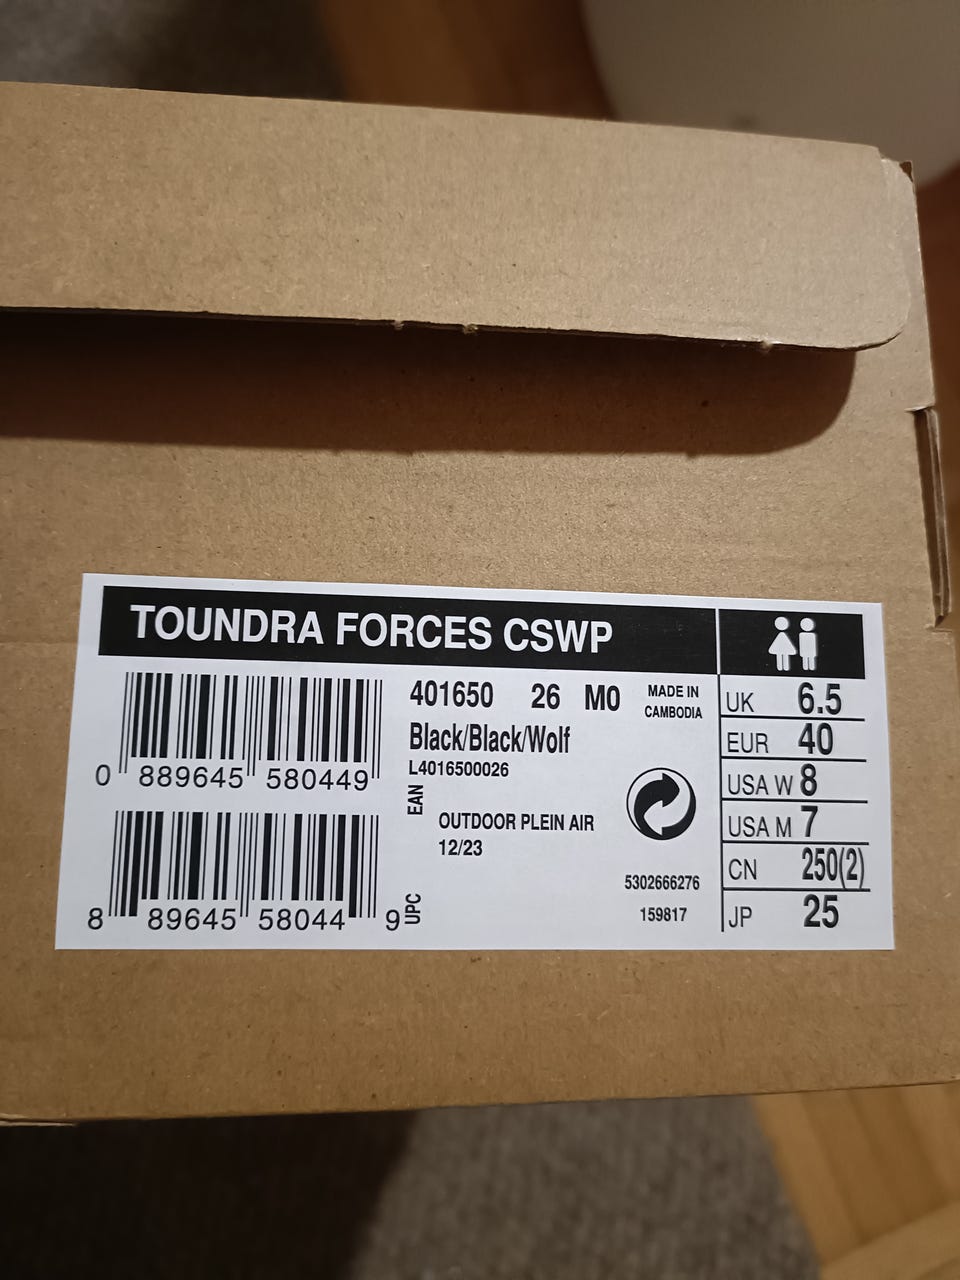 TOUNDRA FORCES CSWP
401650 26 M0
MADE IN
CAMBODIA
Black/Black/Wolf
L4016500026
0 889645 580449
EAN
OUTDOOR PLEIN AIR
12/23
8 89645 58044 9
UPC
5302666276
159817
UK 6.5
EUR 40
USA W 8
USA M 7
CN 250(2)
JP 25